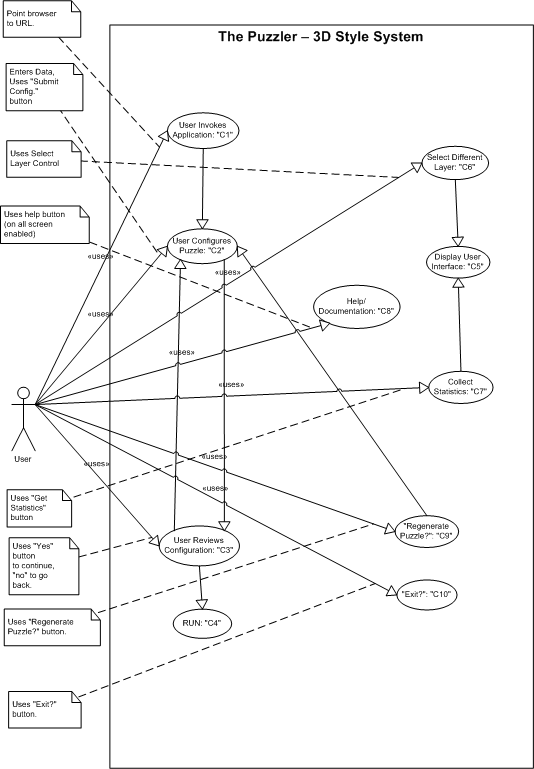 Point browser
to URL.
The Puzzler – 3D Style System
Enters Data,
Uses "Submit
Config."
button
User Invokes
Application: "C1"
Uses Select
Layer Control
Select Different
Layer: "C6"
Uses help button
(on all screen
enabled)
User Configures
Puzzle: "C2"
«uses»
Display User
Interface: "C5"
«uses»
Help/
Documentation: "C8"
«uses»
«uses»
«uses»
Collect
Statistics: "C7"
User
«uses»
«uses»
«uses»
Uses "Get
Statistics"
button
"Regenerate
Puzzle?": "C9"
Uses "Yes"
button
to continue,
"no" to go
back.
User Reviews
Configuration: "C3"
"Exit?": "C10"
Uses "Regenerate
Puzzle?" button.
RUN: "C4"
Uses "Exit?"
button.